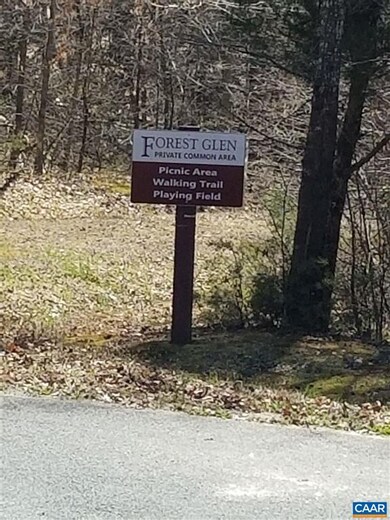 FOREST GLEN
PRIVATE COMMON AREA
Picnic Area
Walking Trail
Playing Field
CAAR